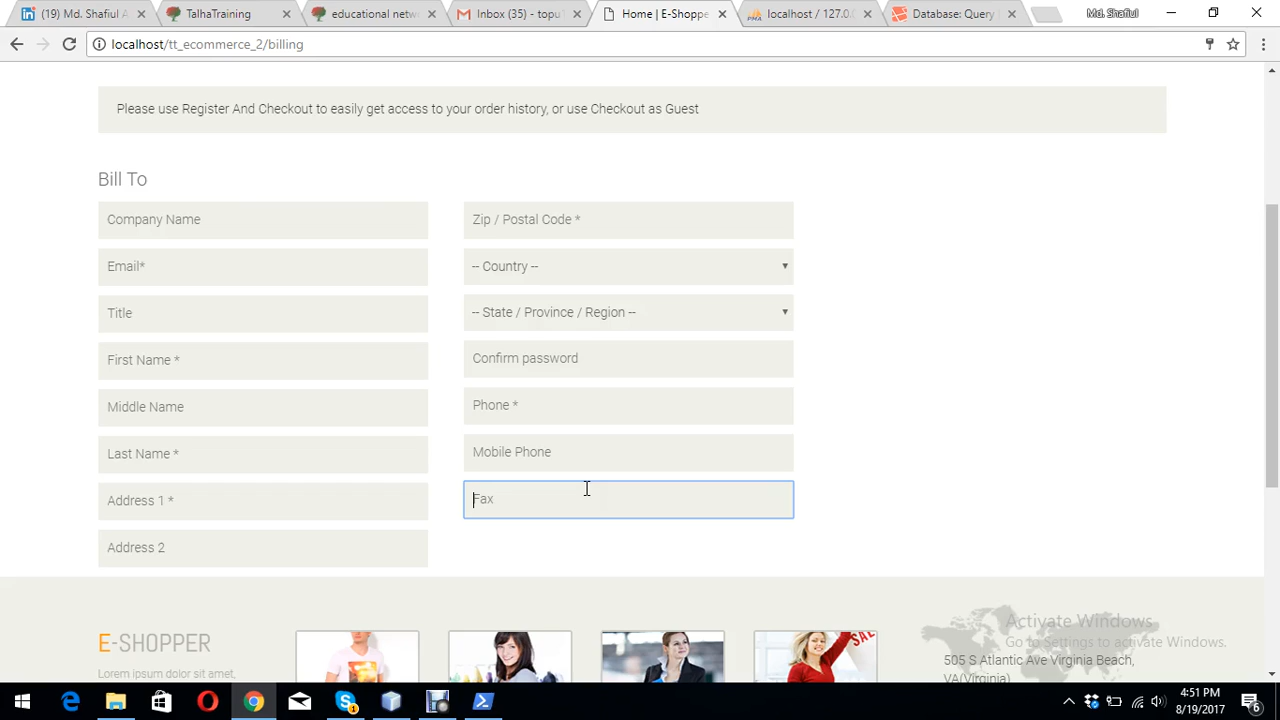 (19) Md. Shafiul A
TalhaTraining
educational netw
Inbox (35) - topu
Home | E-Shoppe
localhost / 127.0.
Database: Query
Md. Shafiul
localhost/tt_ecommerce_2/billing
Please use Register And Checkout to easily get access to your order history, or use Checkout as Guest
Bill To
Company Name
Email*
Title
First Name *
Middle Name
Last Name *
Address 1 *
Address 2
Zip / Postal Code *
-- Country --
-- State / Province / Region --
Confirm password
Phone *
Mobile Phone
Fax
E-SHOPPER
Lorem ipsum dolor sit amet,
SALE
505 S Atlantic Ave Virginia Beach,
VA(Virginia)
Activate Windows
Go to Settings to activate Windows.
4:51 PM
8/19/2017